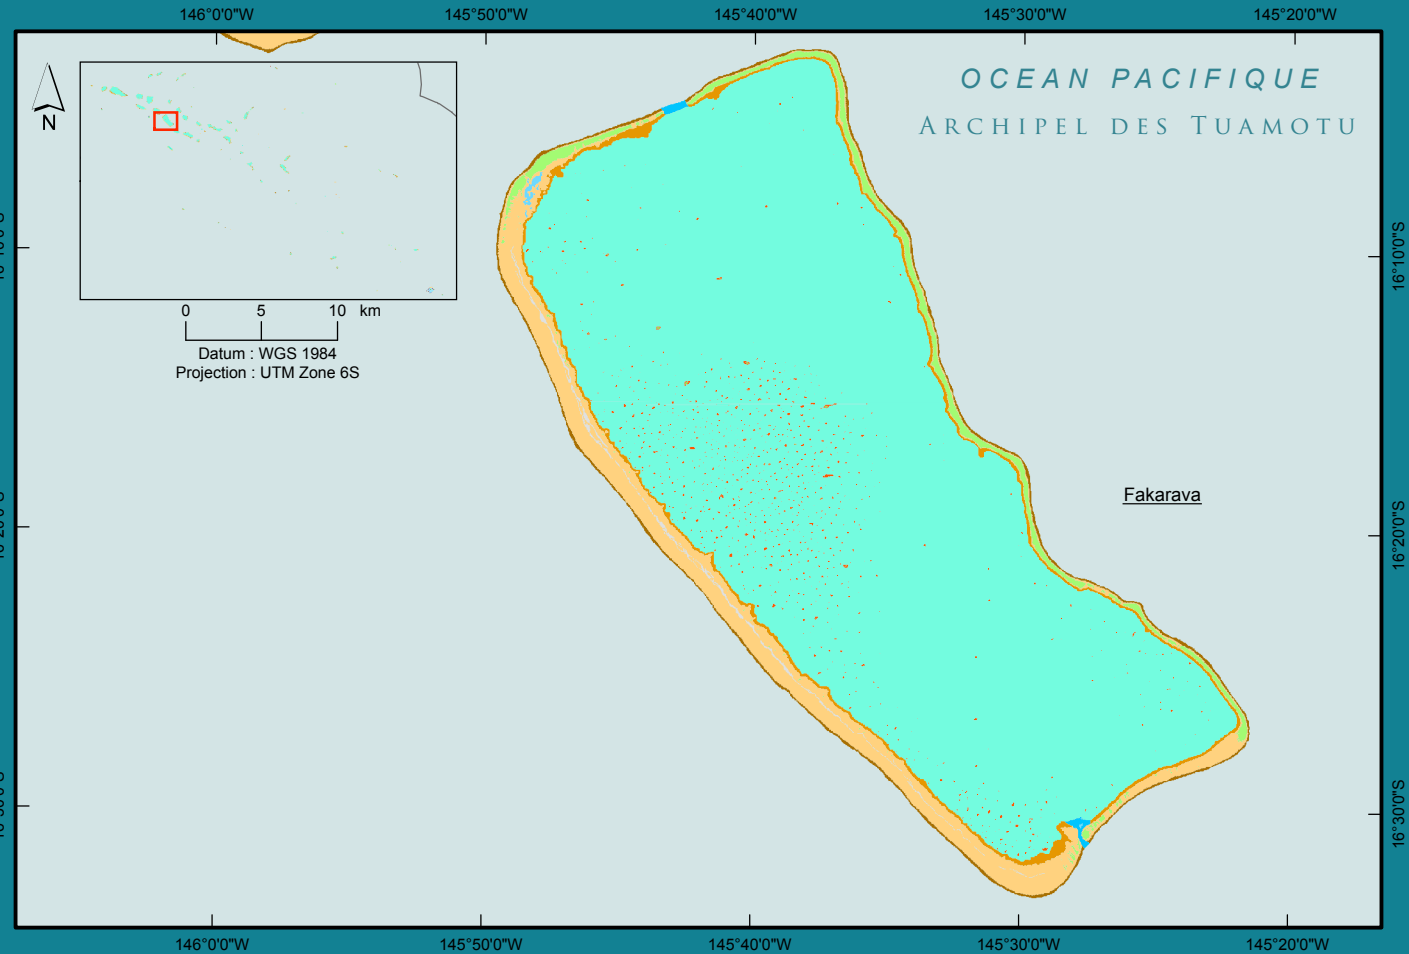 146°0'0"W
145°50'0"W
145°40'0"W
145°30'0"W
145°20'0"W
OCEAN PACIFIQUE
ARCHIPEL DES TUAMOTU
N
16°10'0"S
0 5 10 km
Datum : WGS 1984
Projection : UTM Zone 6S
Fakarava
16°20'0"S
16°30'0"S
146°0'0"W
145°50'0"W
145°40'0"W
145°30'0"W
145°20'0"W